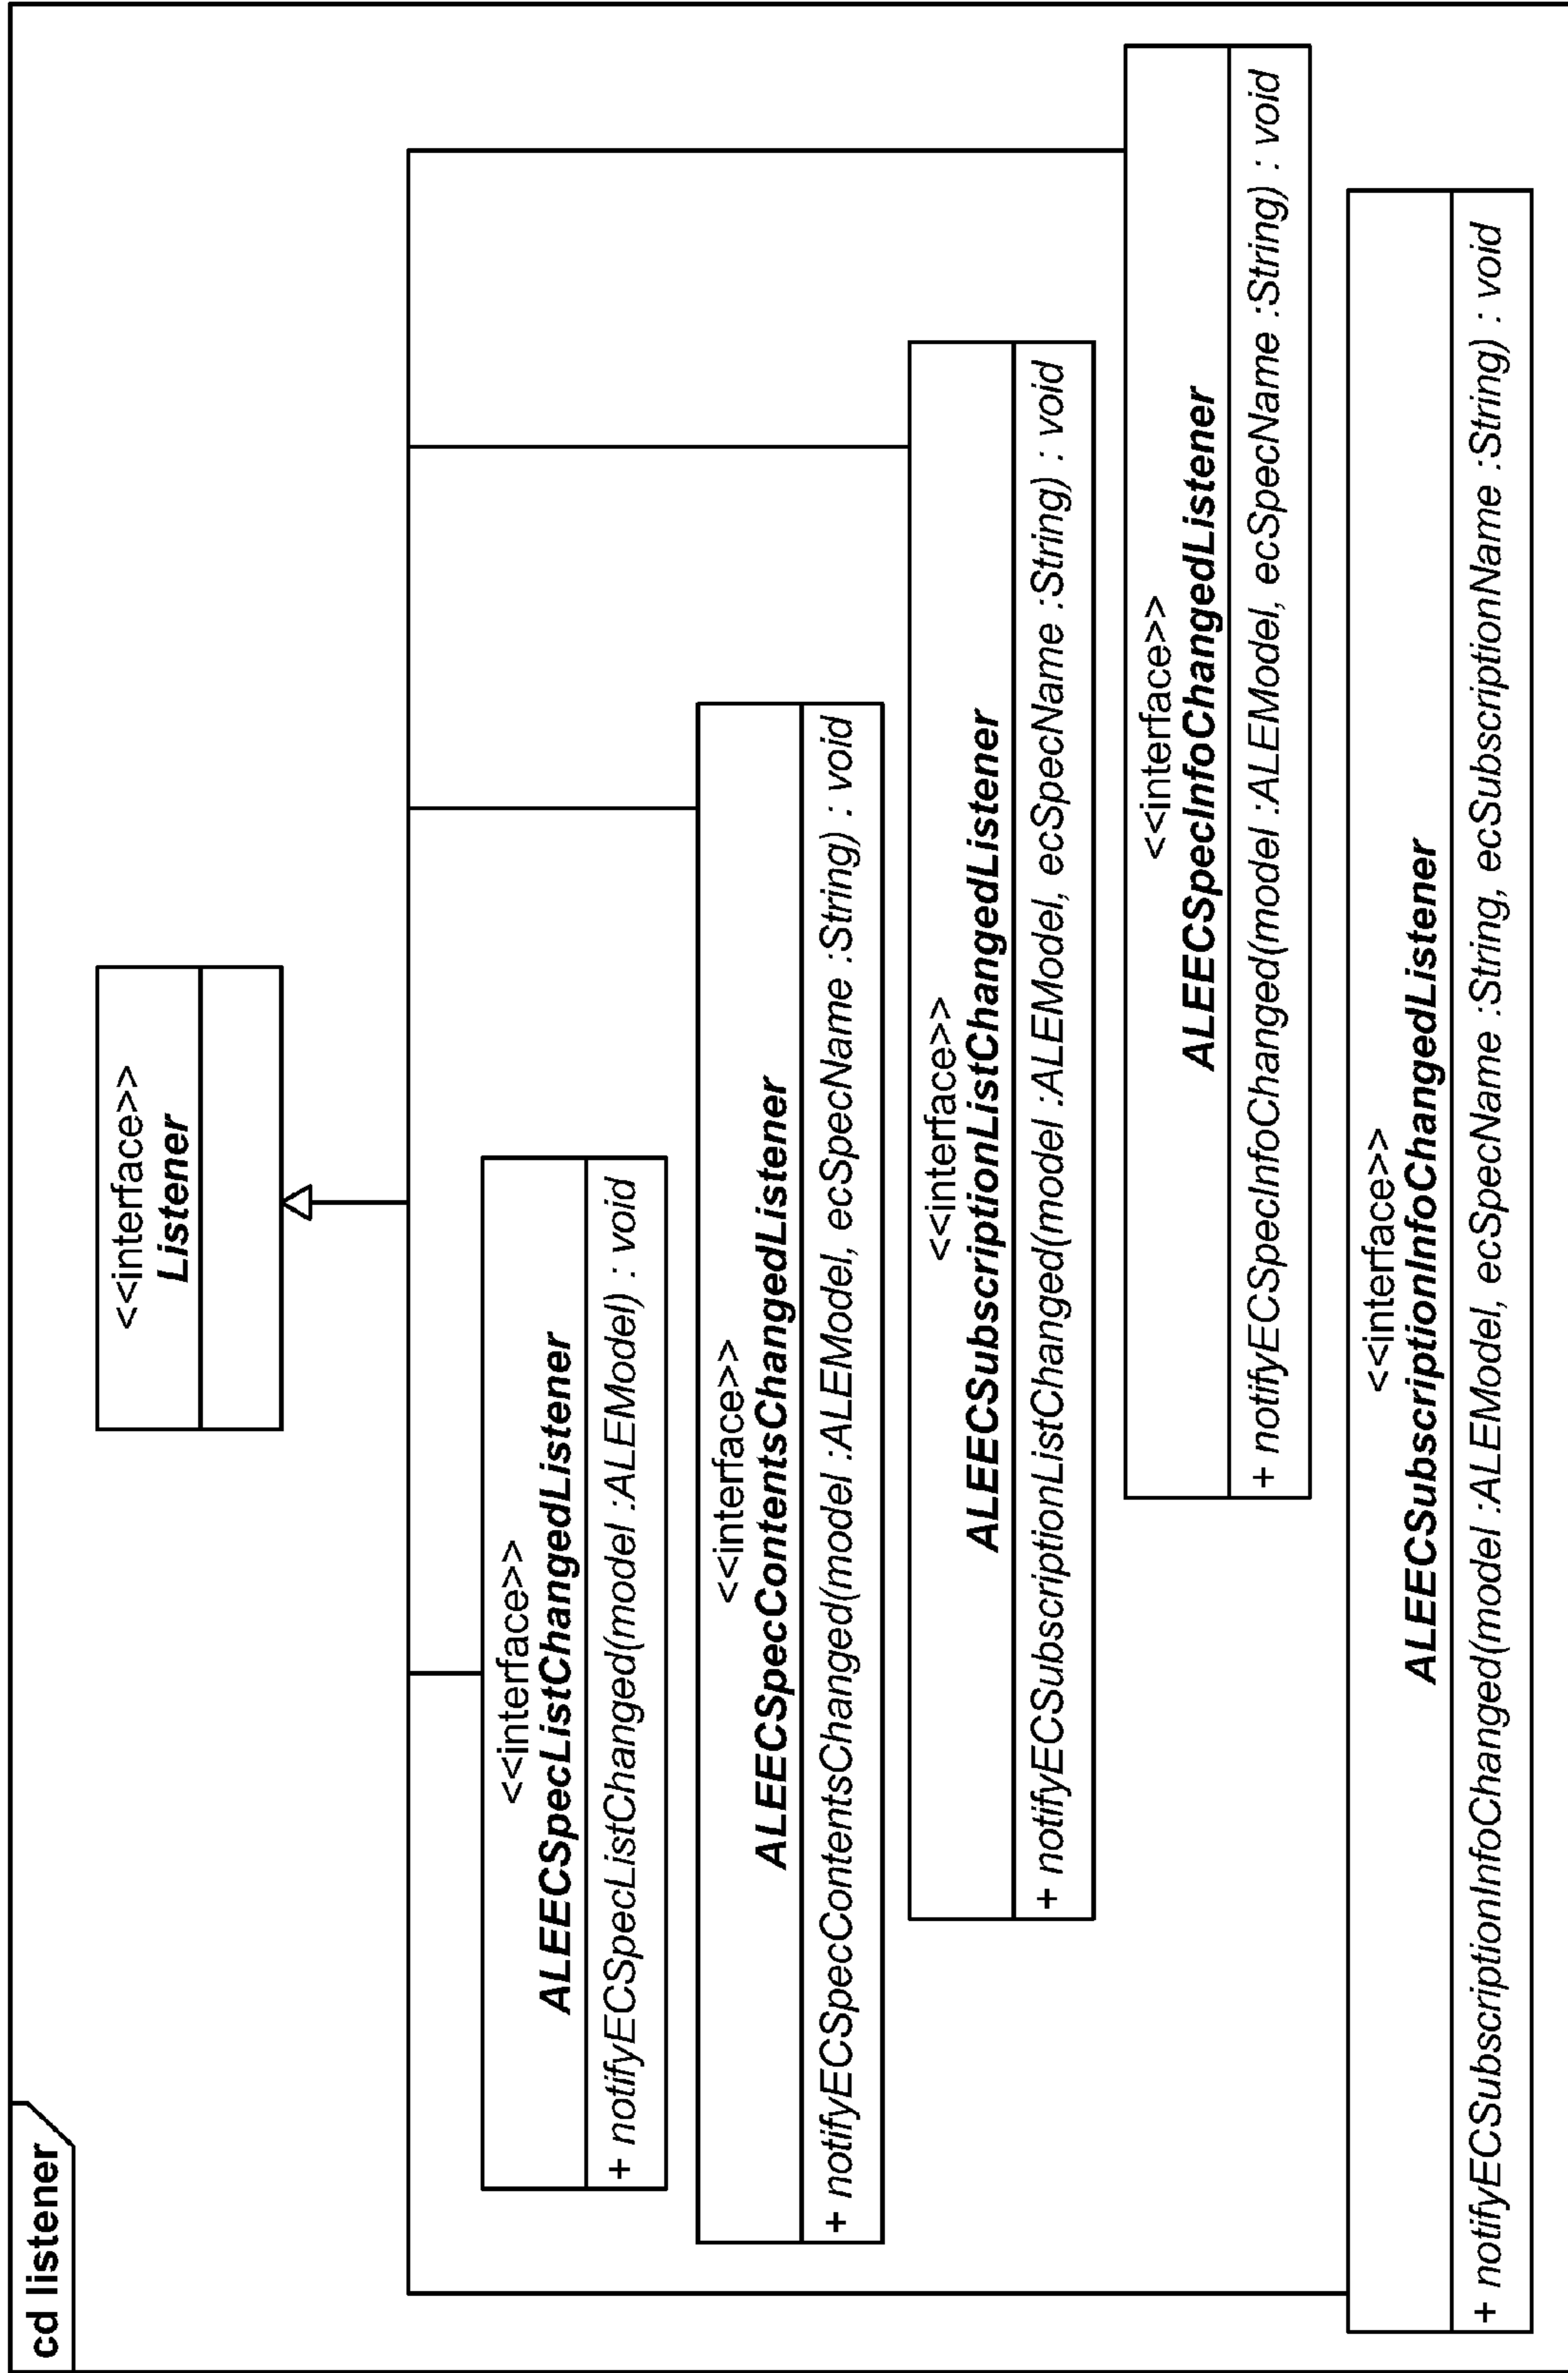 cd listener
<<interface>>
Listener
<<interface>>
ALEECSpecListChangedListener
+ notifyECSpecListChanged(model :ALEModel) : void
<<interface>>
ALEECSpecContentsChangedListener
+ notifyECSpecContentsChanged(model :ALEModel, ecSpecName :String) : void
<<interface>>
ALEECSubscriptionListChangedListener
+ notifyECSubscriptionListChanged(model :ALEModel, ecSpecName :String) : void
<<interface>>
ALEECSpecInfoChangedListener
+ notifyECSpecInfoChanged(model :ALEModel, ecSpecName :String) : void
<<interface>>
ALEECSubscriptionInfoChangedListener
+ notifyECSubscriptionInfoChanged(model :ALEModel, ecSpecName :String, ecSubscriptionName :String) : void